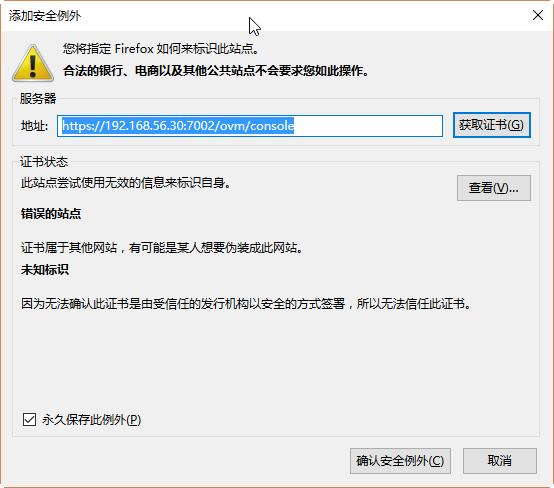 添加安全例外
您将指定 Firefox 如何来标识此站点。
合法的银行、电商以及其他公共站点不会要求您如此操作。
服务器
地址: https://192.168.56.30:7002/ovm/console 获取证书(G)
证书状态
此站点尝试使用无效的信息来标识自身。 查看(V)...
错误的站点
证书属于其他网站，有可能是某人想要伪装成此网站。
未知标识
因为无法确认此证书是由受信任的发行机构以安全的方式签署，所以无法信任此证书。
永久保存此例外(P)
确认安全例外(C) 取消